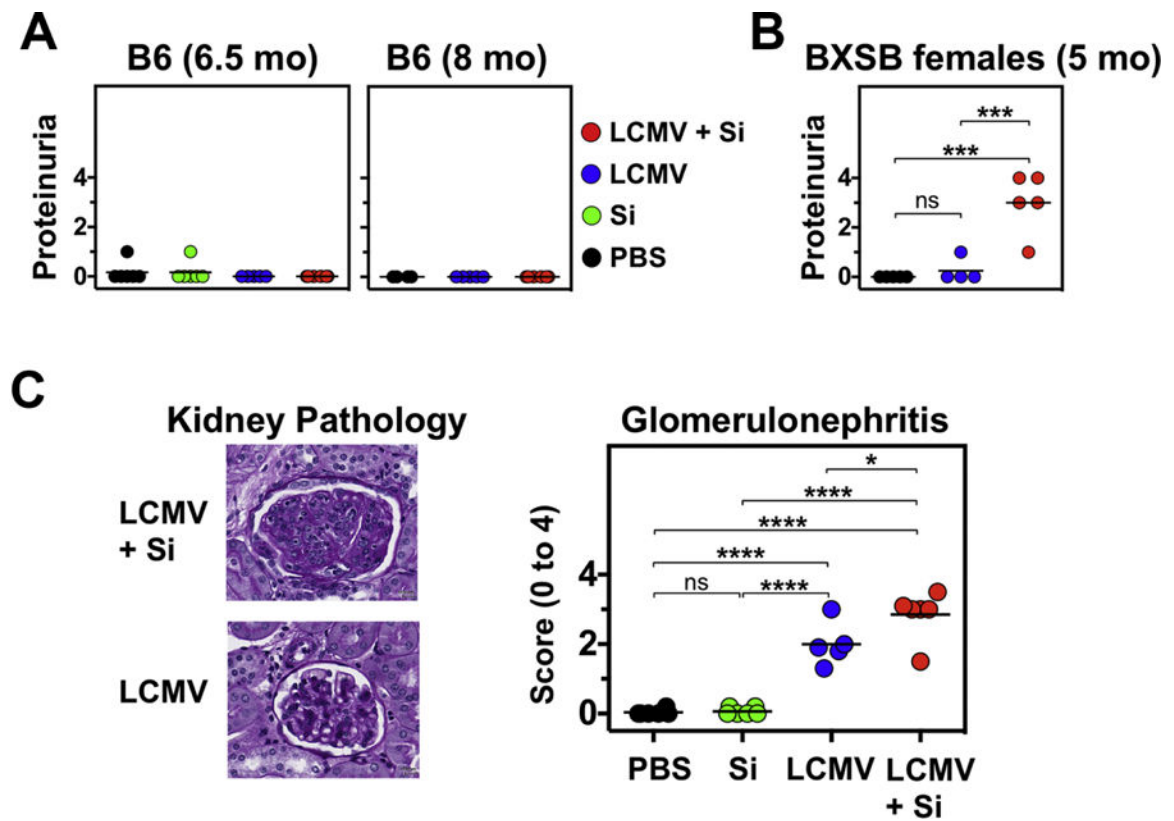 A
B6 (6.5 mo)
B6 (8 mo)
Proteinuria
4
2
0
LCMV + Si
LCMV
Si
PBS
B
BXSB females (5 mo)
Proteinuria
4
2
0
ns
***
***
C
Kidney Pathology
LCMV
+ Si
LCMV
Glomerulonephritis
Score (0 to 4)
4
2
0
*
****
****
****
ns
****
PBS
Si
LCMV
LCMV
+ Si